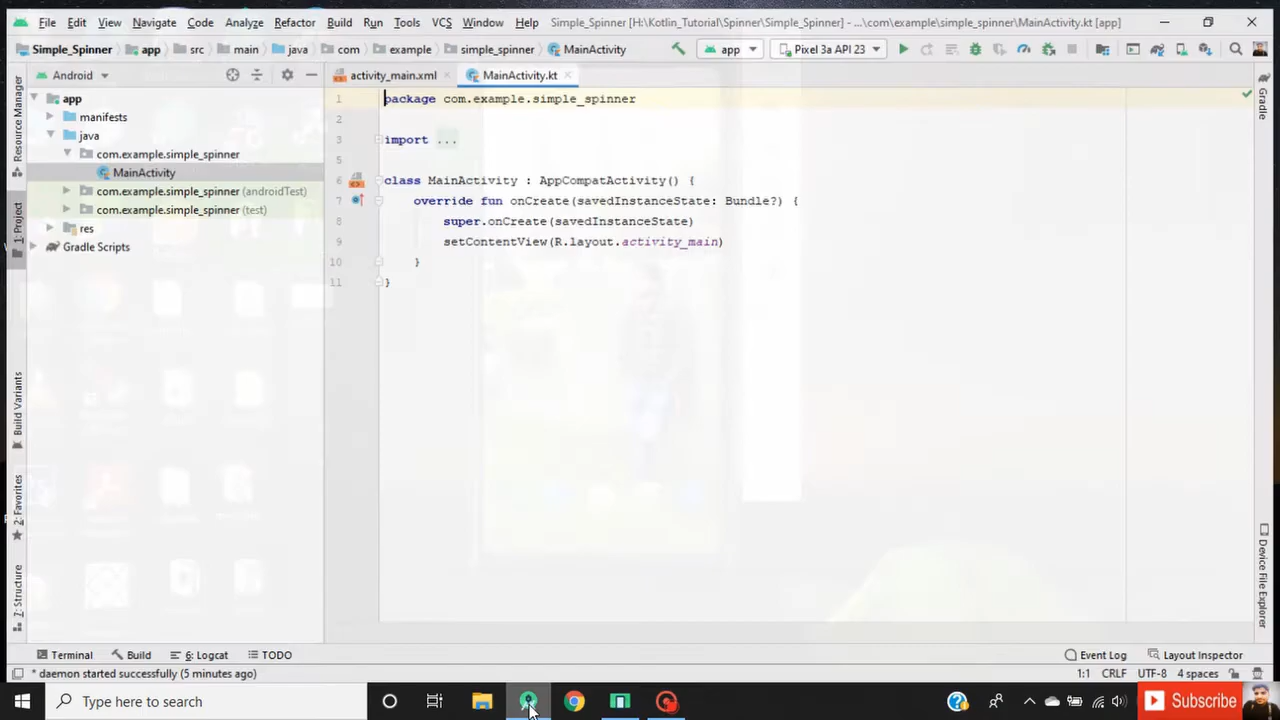 File Edit View Navigate Code Analyze Refactor Build Run Tools VCS Window Help Simple_Spinner [H:\Kotlin_Tutorial\Spinner\Simple_Spinner] - ...\com\example\simple_spinner\MainActivity.kt [app]
Simple_Spinner app src main java com example simple_spinner MainActivity app Pixel 3a API 23
Android activity_main.xml MainActivity.kt
app
manifests
java
com.example.simple_spinner
MainActivity
com.example.simple_spinner (androidTest)
com.example.simple_spinner (test)
res
Gradle Scripts
1 package com.example.simple_spinner
2
3 import ...
5
6 class MainActivity : AppCompatActivity() {
7 override fun onCreate(savedInstanceState: Bundle?) {
8 super.onCreate(savedInstanceState)
9 setContentView(R.layout.activity_main)
10 }
11 }
Resource Manager
1: Project
Build Variants
2: Favorites
7: Structure
Gradle
Device File Explorer
Terminal Build 6: Logcat TODO Event Log Layout Inspector
* daemon started successfully (5 minutes ago) 1:1 CRLF UTF-8 4 spaces
Type here to search Subscribe